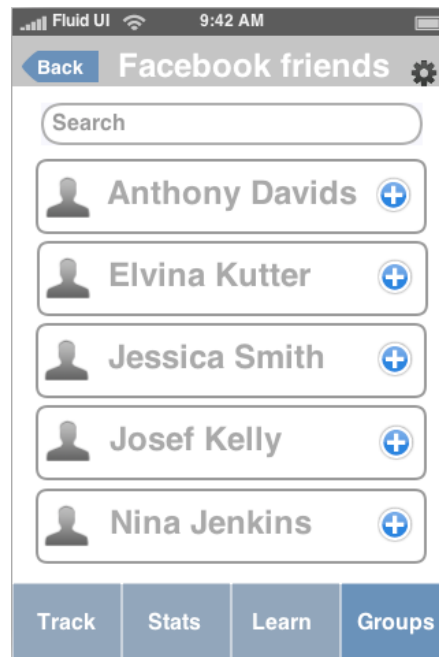 Fluid UI 9:42 AM
Back Facebook friends
Search
Anthony Davids
Elvina Kutter
Jessica Smith
Josef Kelly
Nina Jenkins
Track Stats Learn Groups